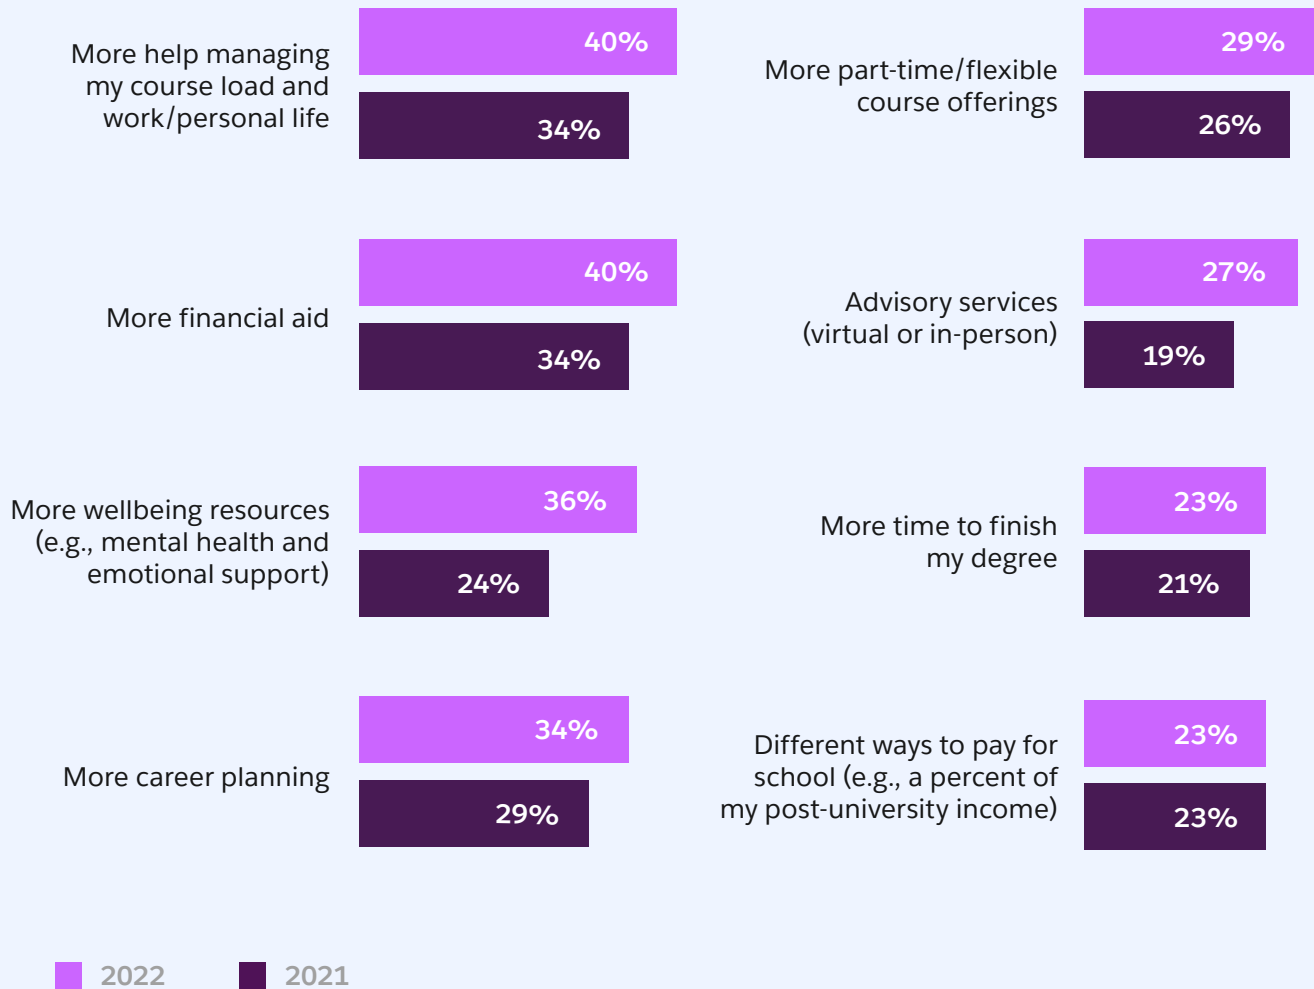 More help managing
my course load and
work/personal life
40%
34%
More financial aid
40%
34%
More wellbeing resources
(e.g., mental health and
emotional support)
36%
24%
More career planning
34%
29%
More part-time/flexible
course offerings
29%
26%
Advisory services
(virtual or in-person)
27%
19%
More time to finish
my degree
23%
21%
Different ways to pay for
school (e.g., a percent of
my post-university income)
23%
23%
2022
2021